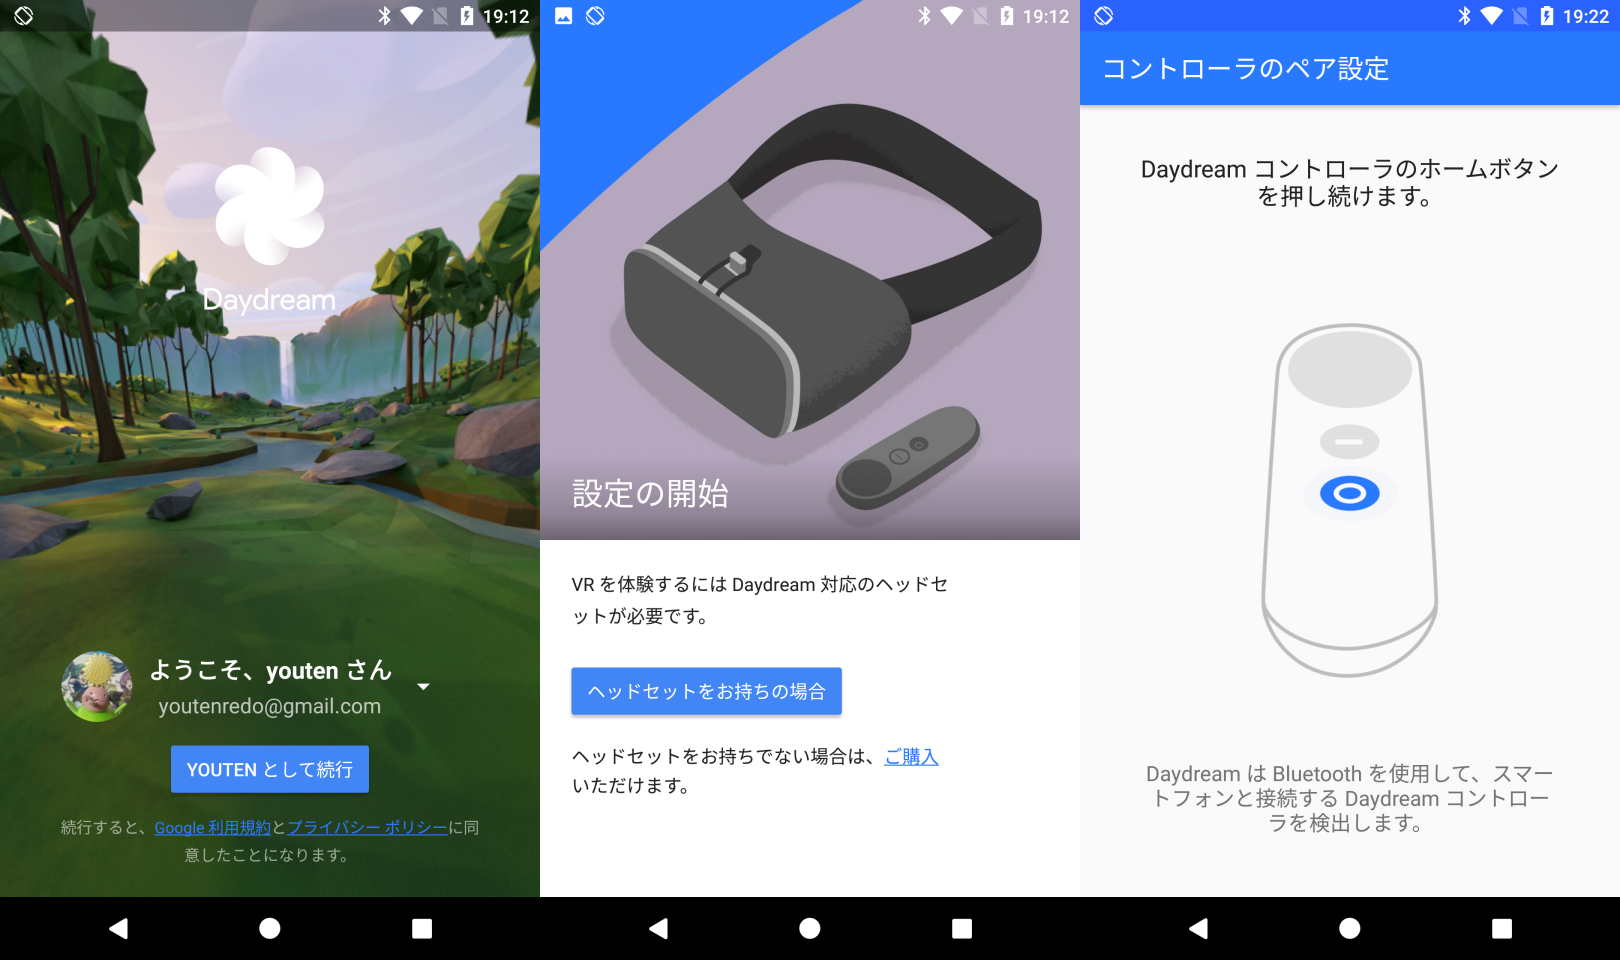 19:12
Daydream
ようこそ、youten さん
youtenredo@gmail.com
YOUTEN として続行
続行すると、Google 利用規約とプライバシー ポリシーに同
意したことになります。
19:12
設定の開始
VR を体験するには Daydream 対応のヘッドセ
ットが必要です。
ヘッドセットをお持ちの場合
ヘッドセットをお持ちでない場合は、ご購入
いただけます。
19:22
コントローラのペア設定
Daydream コントローラのホームボタン
を押し続けます。
Daydream は Bluetooth を使用して、スマー
トフォンと接続する Daydream コントロー
ラを検出します。